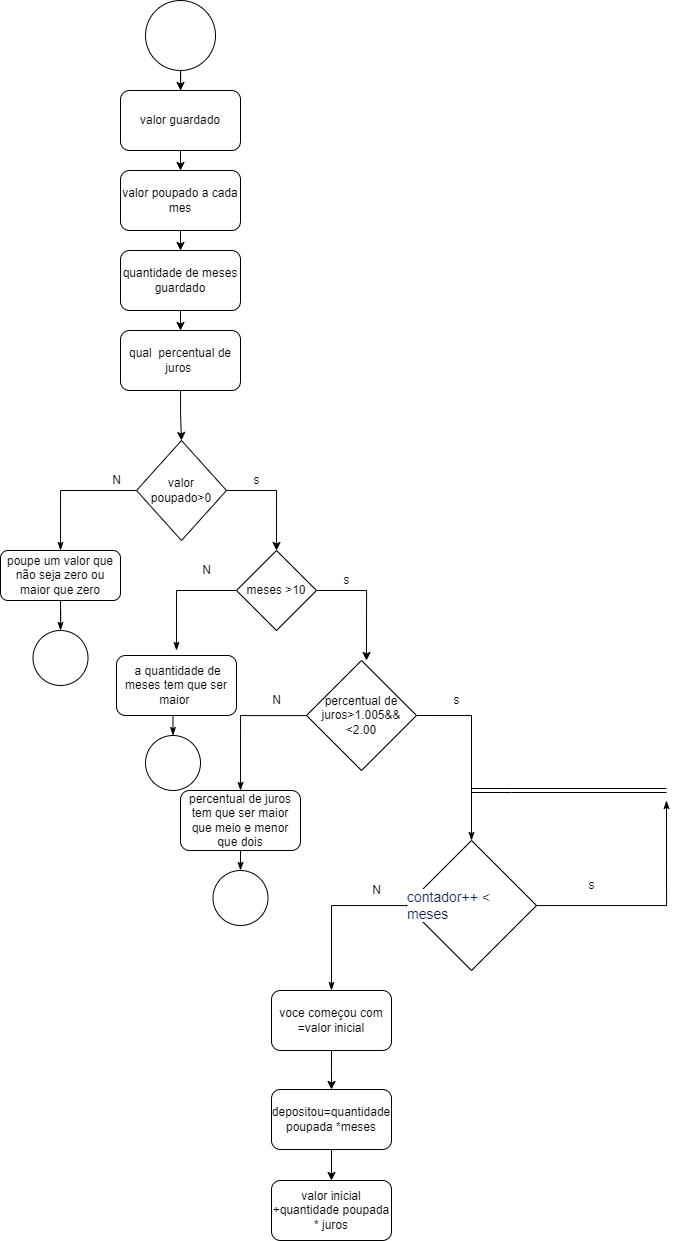 valor guardado
valor poupado a cada
mes
quantidade de meses
guardado
qual percentual de
juros
N
valor
poupado>0
s
poupe um valor que
não seja zero ou
maior que zero
N
meses >10
s
a quantidade de
meses tem que ser
maior
N
percentual de
juros>1.005&&
<2.00
s
percentual de juros
tem que ser maior
que meio e menor
que dois
N
contador++ <
meses
s
voce começou com
=valor inicial
depositou=quantidade
poupada *meses
valor inicial
+quantidade poupada
* juros